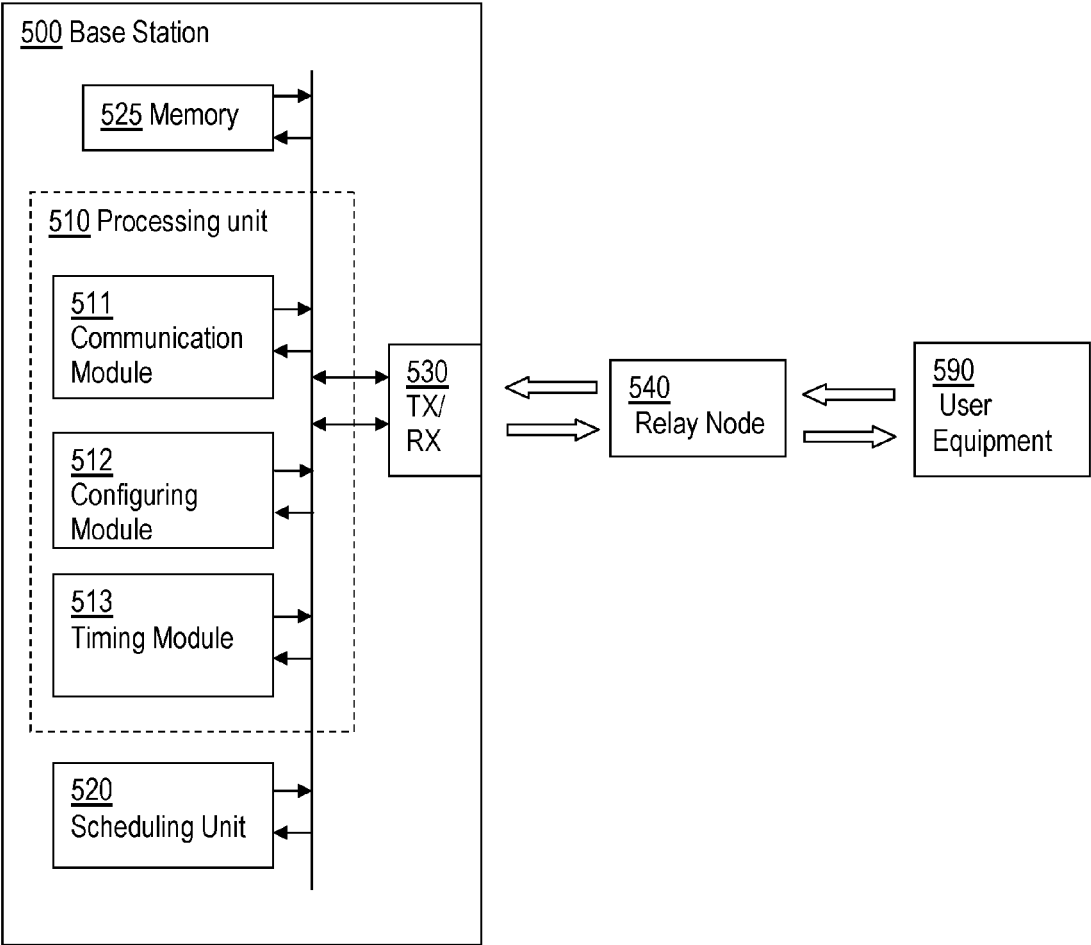 500 Base Station
525 Memory
510 Processing unit
511
Communication
Module
512
Configuring
Module
513
Timing Module
520
Scheduling Unit
530
TX/
RX
540
Relay Node
590
User
Equipment